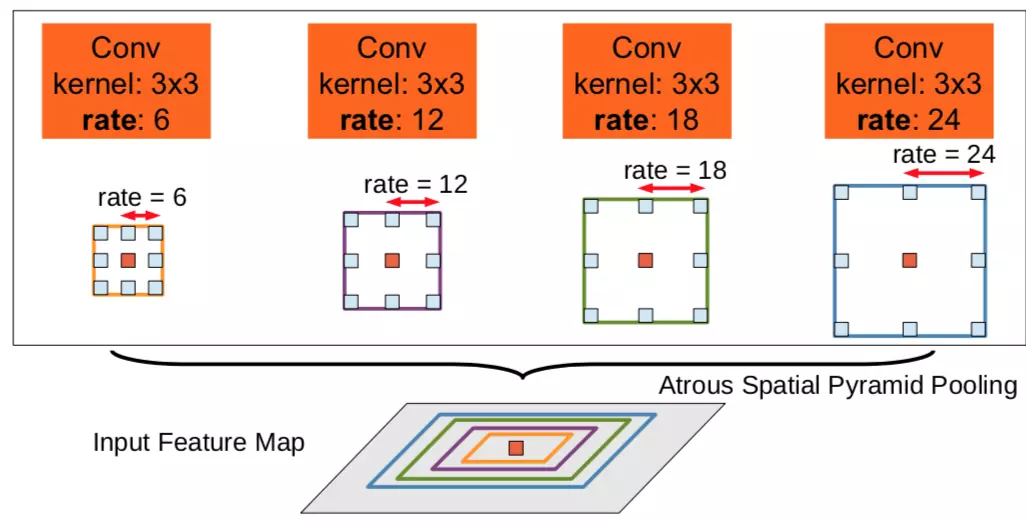 Conv
kernel: 3x3
rate: 6
Conv
kernel: 3x3
rate: 12
Conv
kernel: 3x3
rate: 18
Conv
kernel: 3x3
rate: 24
rate = 6
rate = 12
rate = 18
rate = 24
Atrous Spatial Pyramid Pooling
Input Feature Map